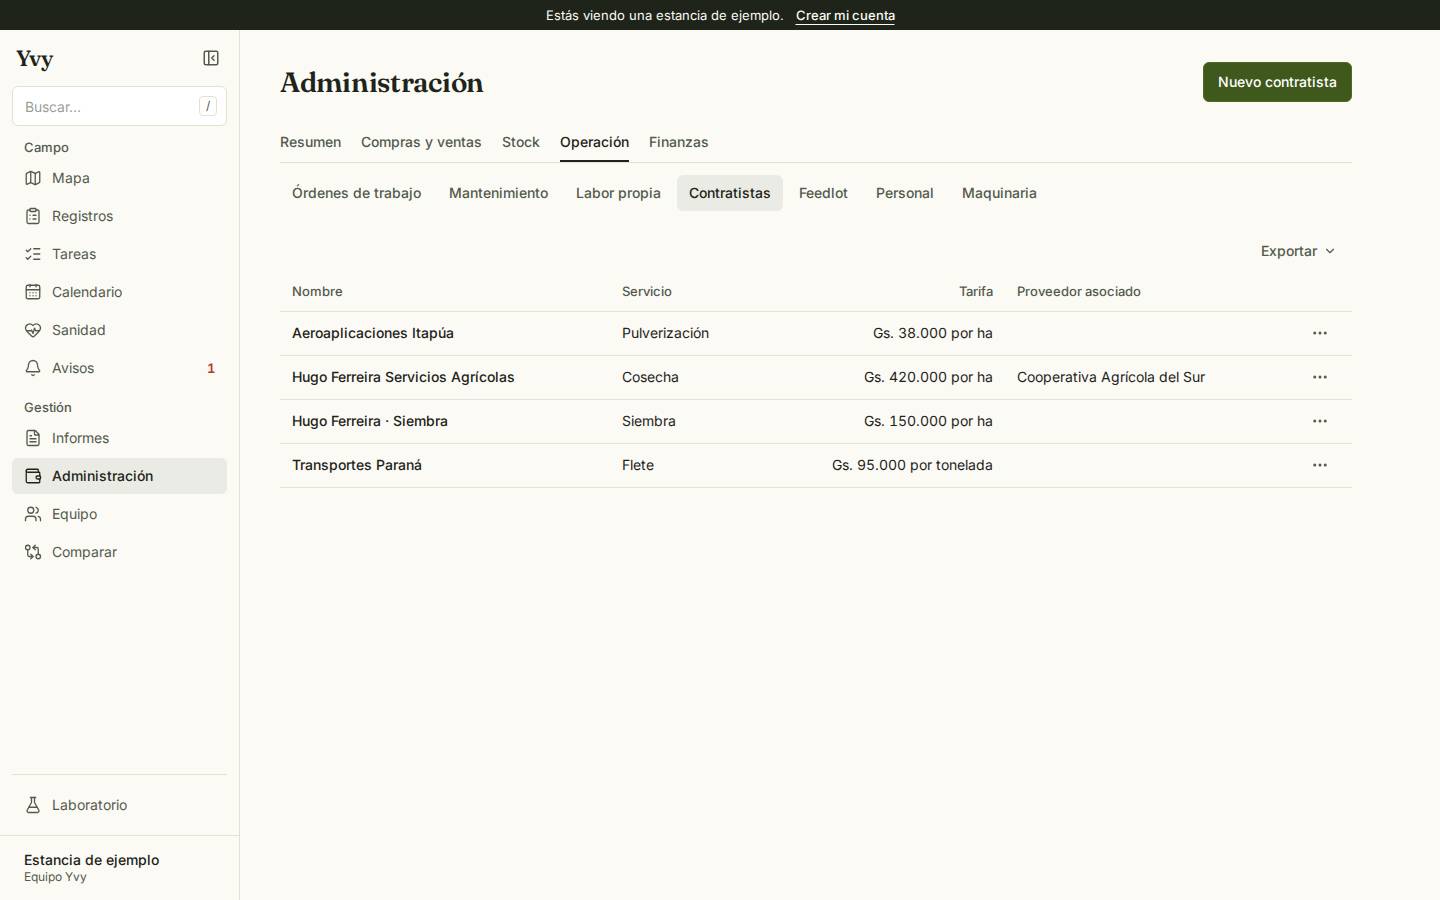 Estás viendo una estancia de ejemplo. Crear mi cuenta
Yvy
Buscar... /
Campo
Mapa
Registros
Tareas
Calendario
Sanidad
Avisos 1
Gestión
Informes
Administración
Equipo
Comparar
Laboratorio
Estancia de ejemplo
Equipo Yvy
Administración
Nuevo contratista
Resumen Compras y ventas Stock Operación Finanzas
Órdenes de trabajo Mantenimiento Labor propia Contratistas Feedlot Personal Maquinaria
Exportar
Nombre Servicio Tarifa Proveedor asociado
Aeroaplicaciones Itapúa Pulverización Gs. 38.000 por ha
Hugo Ferreira Servicios Agrícolas Cosecha Gs. 420.000 por ha Cooperativa Agrícola del Sur
Hugo Ferreira · Siembra Siembra Gs. 150.000 por ha
Transportes Paraná Flete Gs. 95.000 por tonelada